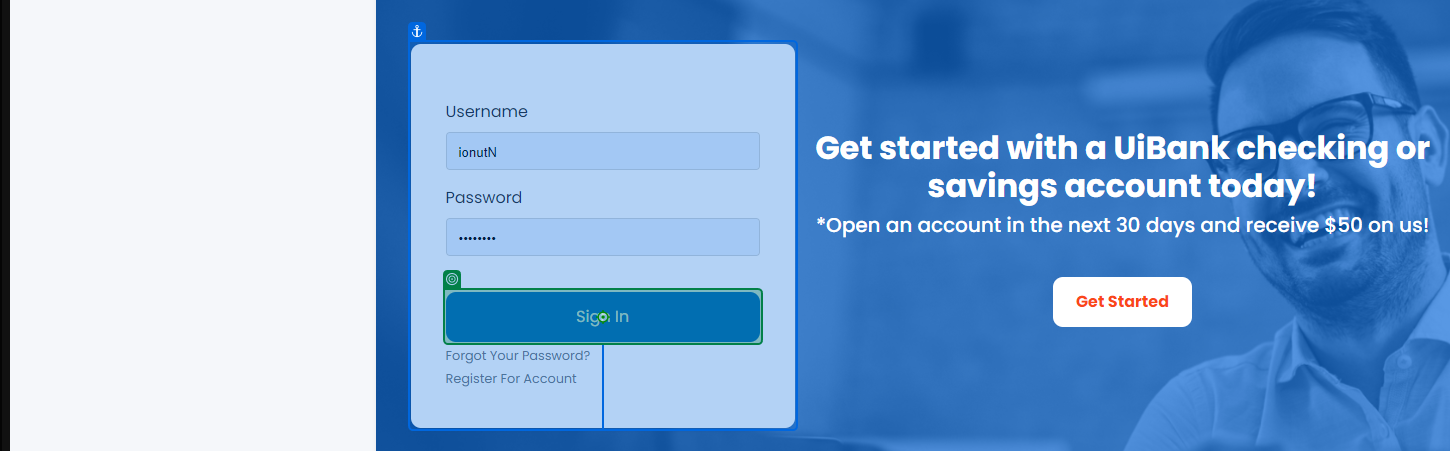 Username
ionutN
Password
••••••••
Sign In
Forgot Your Password?
Register For Account
Get started with a UiBank checking or
savings account today!
*Open an account in the next 30 days and receive $50 on us!
Get Started